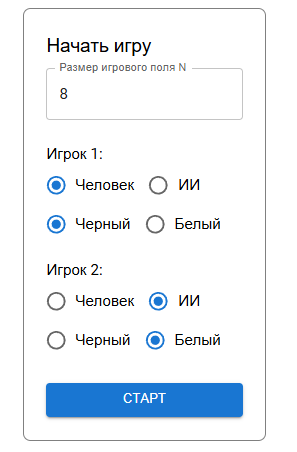 Начать игру
Размер игрового поля N
8
Игрок 1:
Человек ИИ
Черный Белый
Игрок 2:
Человек ИИ
Черный Белый
СТАРТ